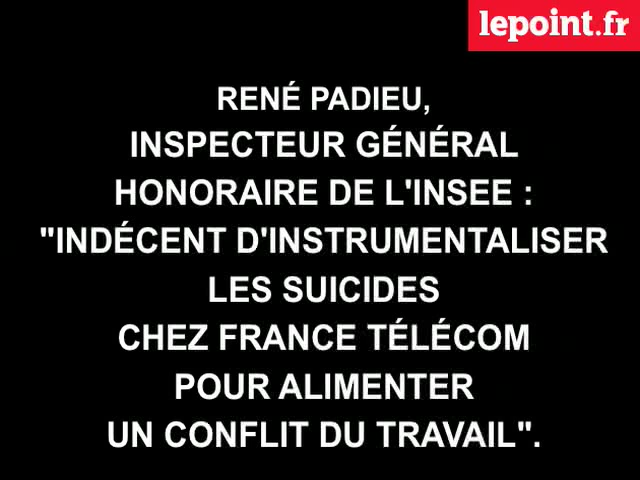 lepoint.fr
RENÉ PADIEU,
INSPECTEUR GÉNÉRAL
HONORAIRE DE L'INSEE :
"INDÉCENT D'INSTRUMENTALISER
LES SUICIDES
CHEZ FRANCE TÉLÉCOM
POUR ALIMENTER
UN CONFLIT DU TRAVAIL".